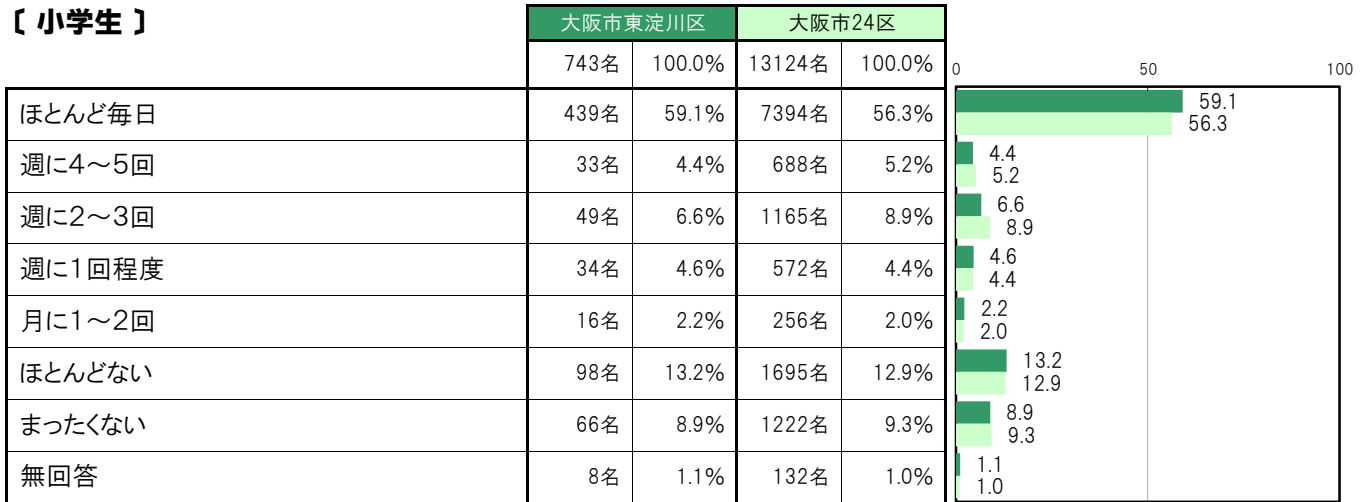 〔 小学生 〕
大阪市東淀川区 大阪市24区
743名 100.0% 13124名 100.0%
0 50 100
ほとんど毎日 439名 59.1% 7394名 56.3%
59.1
56.3
週に4～5回 33名 4.4% 688名 5.2%
4.4
5.2
週に2～3回 49名 6.6% 1165名 8.9%
6.6
8.9
週に1回程度 34名 4.6% 572名 4.4%
4.6
4.4
月に1～2回 16名 2.2% 256名 2.0%
2.2
2.0
ほとんどない 98名 13.2% 1695名 12.9%
13.2
12.9
まったくない 66名 8.9% 1222名 9.3%
8.9
9.3
無回答 8名 1.1% 132名 1.0%
1.1
1.0